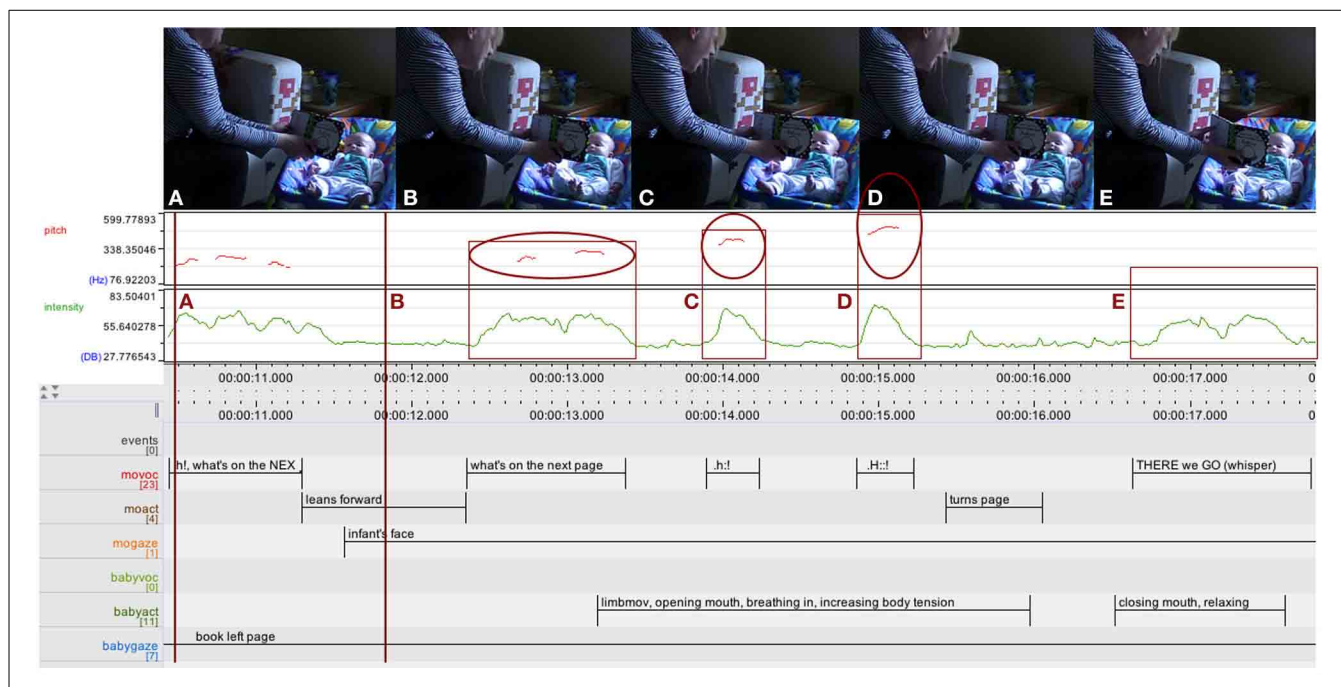 A B C D E
pitch
599.77893
338.35046
(Hz) 76.92203
intensity
83.50401
55.640278
(DB) 27.776543
A B C D E
00:00:11.000 00:00:12.000 00:00:13.000 00:00:14.000 00:00:15.000 00:00:16.000 00:00:17.000 0
00:00:11.000 00:00:12.000 00:00:13.000 00:00:14.000 00:00:15.000 00:00:16.000 00:00:17.000 0
events
[0]
movoc h!, what's on the NEX what's on the next page .h:! .H::! THERE we GO (whisper)
[23]
moact leans forward turns page
[4]
mogaze infant's face
[1]
babyvoc
[0]
babyact limbmov, opening mouth, breathing in, increasing body tension closing mouth, relaxing
[11]
babygaze book left page
[7]